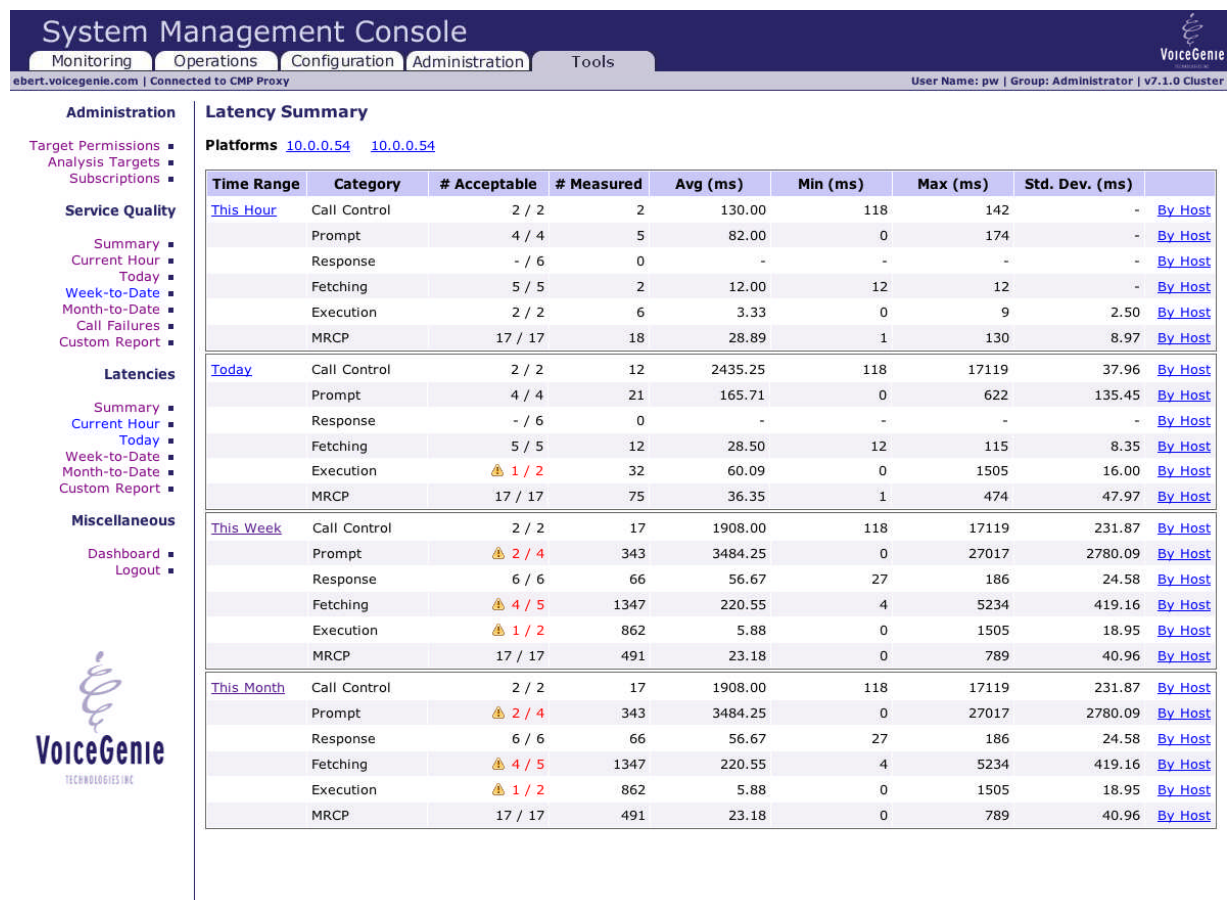 System Management Console
VoiceGenie
Monitoring Operations Configuration Administration Tools
ebert.voicegenie.com | Connected to CMP Proxy User Name: pw | Group: Administrator | v7.1.0 Cluster
Administration
Target Permissions
Analysis Targets
Subscriptions
Service Quality
Summary
Current Hour
Today
Week-to-Date
Month-to-Date
Call Failures
Custom Report
Latencies
Summary
Current Hour
Today
Week-to-Date
Month-to-Date
Custom Report
Miscellaneous
Dashboard
Logout
VoiceGenie
TECHNOLOGIES INC
Latency Summary
Platforms 10.0.0.54 10.0.0.54
Time Range Category # Acceptable # Measured Avg (ms) Min (ms) Max (ms) Std. Dev. (ms)
This Hour Call Control 2 / 2 2 130.00 118 142 - By Host
Prompt 4 / 4 5 82.00 0 174 - By Host
Response - / 6 0 - - - - By Host
Fetching 5 / 5 2 12.00 12 12 - By Host
Execution 2 / 2 6 3.33 0 9 2.50 By Host
MRCP 17 / 17 18 28.89 1 130 8.97 By Host
Today Call Control 2 / 2 12 2435.25 118 17119 37.96 By Host
Prompt 4 / 4 21 165.71 0 622 135.45 By Host
Response - / 6 0 - - - - By Host
Fetching 5 / 5 12 28.50 12 115 8.35 By Host
Execution 1 / 2 32 60.09 0 1505 16.00 By Host
MRCP 17 / 17 75 36.35 1 474 47.97 By Host
This Week Call Control 2 / 2 17 1908.00 118 17119 231.87 By Host
Prompt 2 / 4 343 3484.25 0 27017 2780.09 By Host
Response 6 / 6 66 56.67 27 186 24.58 By Host
Fetching 4 / 5 1347 220.55 4 5234 419.16 By Host
Execution 1 / 2 862 5.88 0 1505 18.95 By Host
MRCP 17 / 17 491 23.18 0 789 40.96 By Host
This Month Call Control 2 / 2 17 1908.00 118 17119 231.87 By Host
Prompt 2 / 4 343 3484.25 0 27017 2780.09 By Host
Response 6 / 6 66 56.67 27 186 24.58 By Host
Fetching 4 / 5 1347 220.55 4 5234 419.16 By Host
Execution 1 / 2 862 5.88 0 1505 18.95 By Host
MRCP 17 / 17 491 23.18 0 789 40.96 By Host